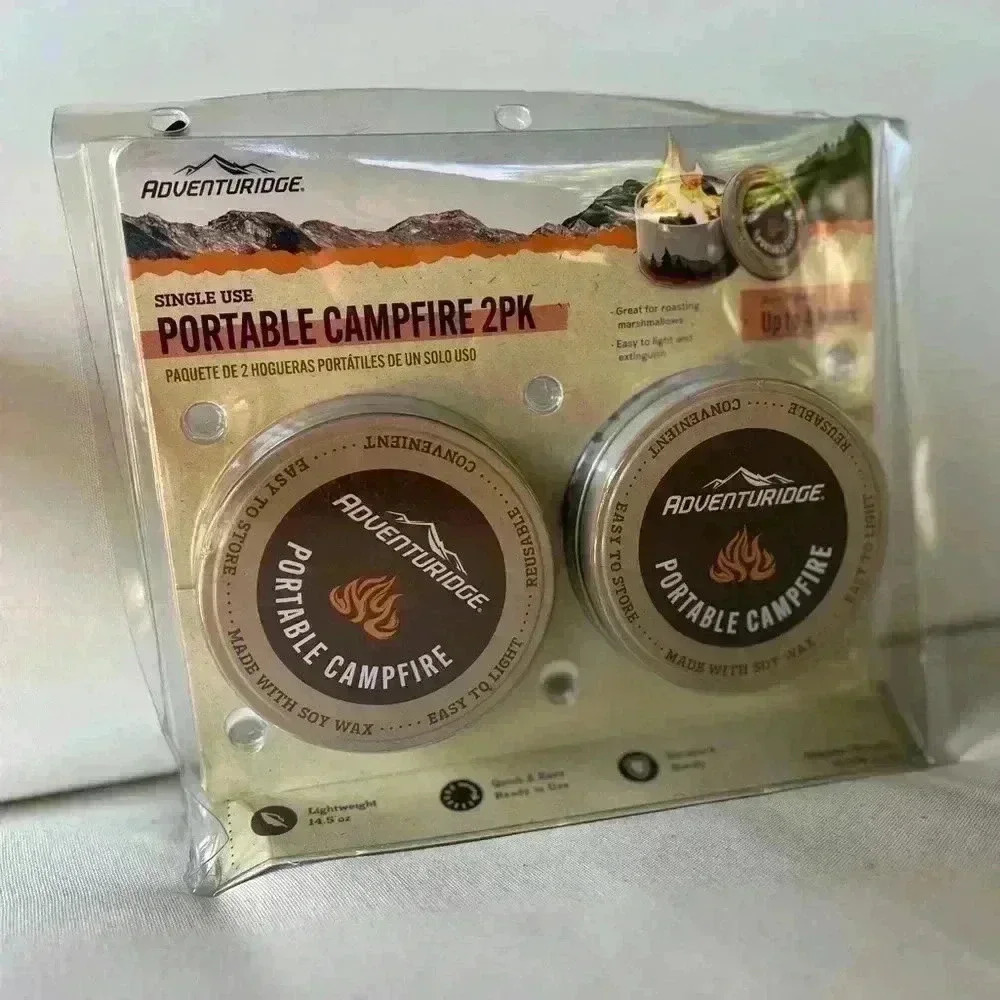 ADVENTURIDGE®
SINGLE USE
PORTABLE CAMPFIRE 2PK
PAQUETE DE 2 HOGUERAS PORTÁTILES DE UN SOLO USO
- Great for roasting
marshmallows
- Easy to light and
extinguish
Up to
EASY TO STORE ····· CONVENIENT ····· REUSABLE ····· EASY TO LIGHT ····· MADE WITH SOY WAX
ADVENTURIDGE®
PORTABLE CAMPFIRE
EASY TO STORE ····· CONVENIENT ····· REUSABLE ····· EASY TO LIGHT ····· MADE WITH SOY WAX
ADVENTURIDGE®
PORTABLE CAMPFIRE
Lightweight
14.5 oz
Quick & Easy
Ready to Use